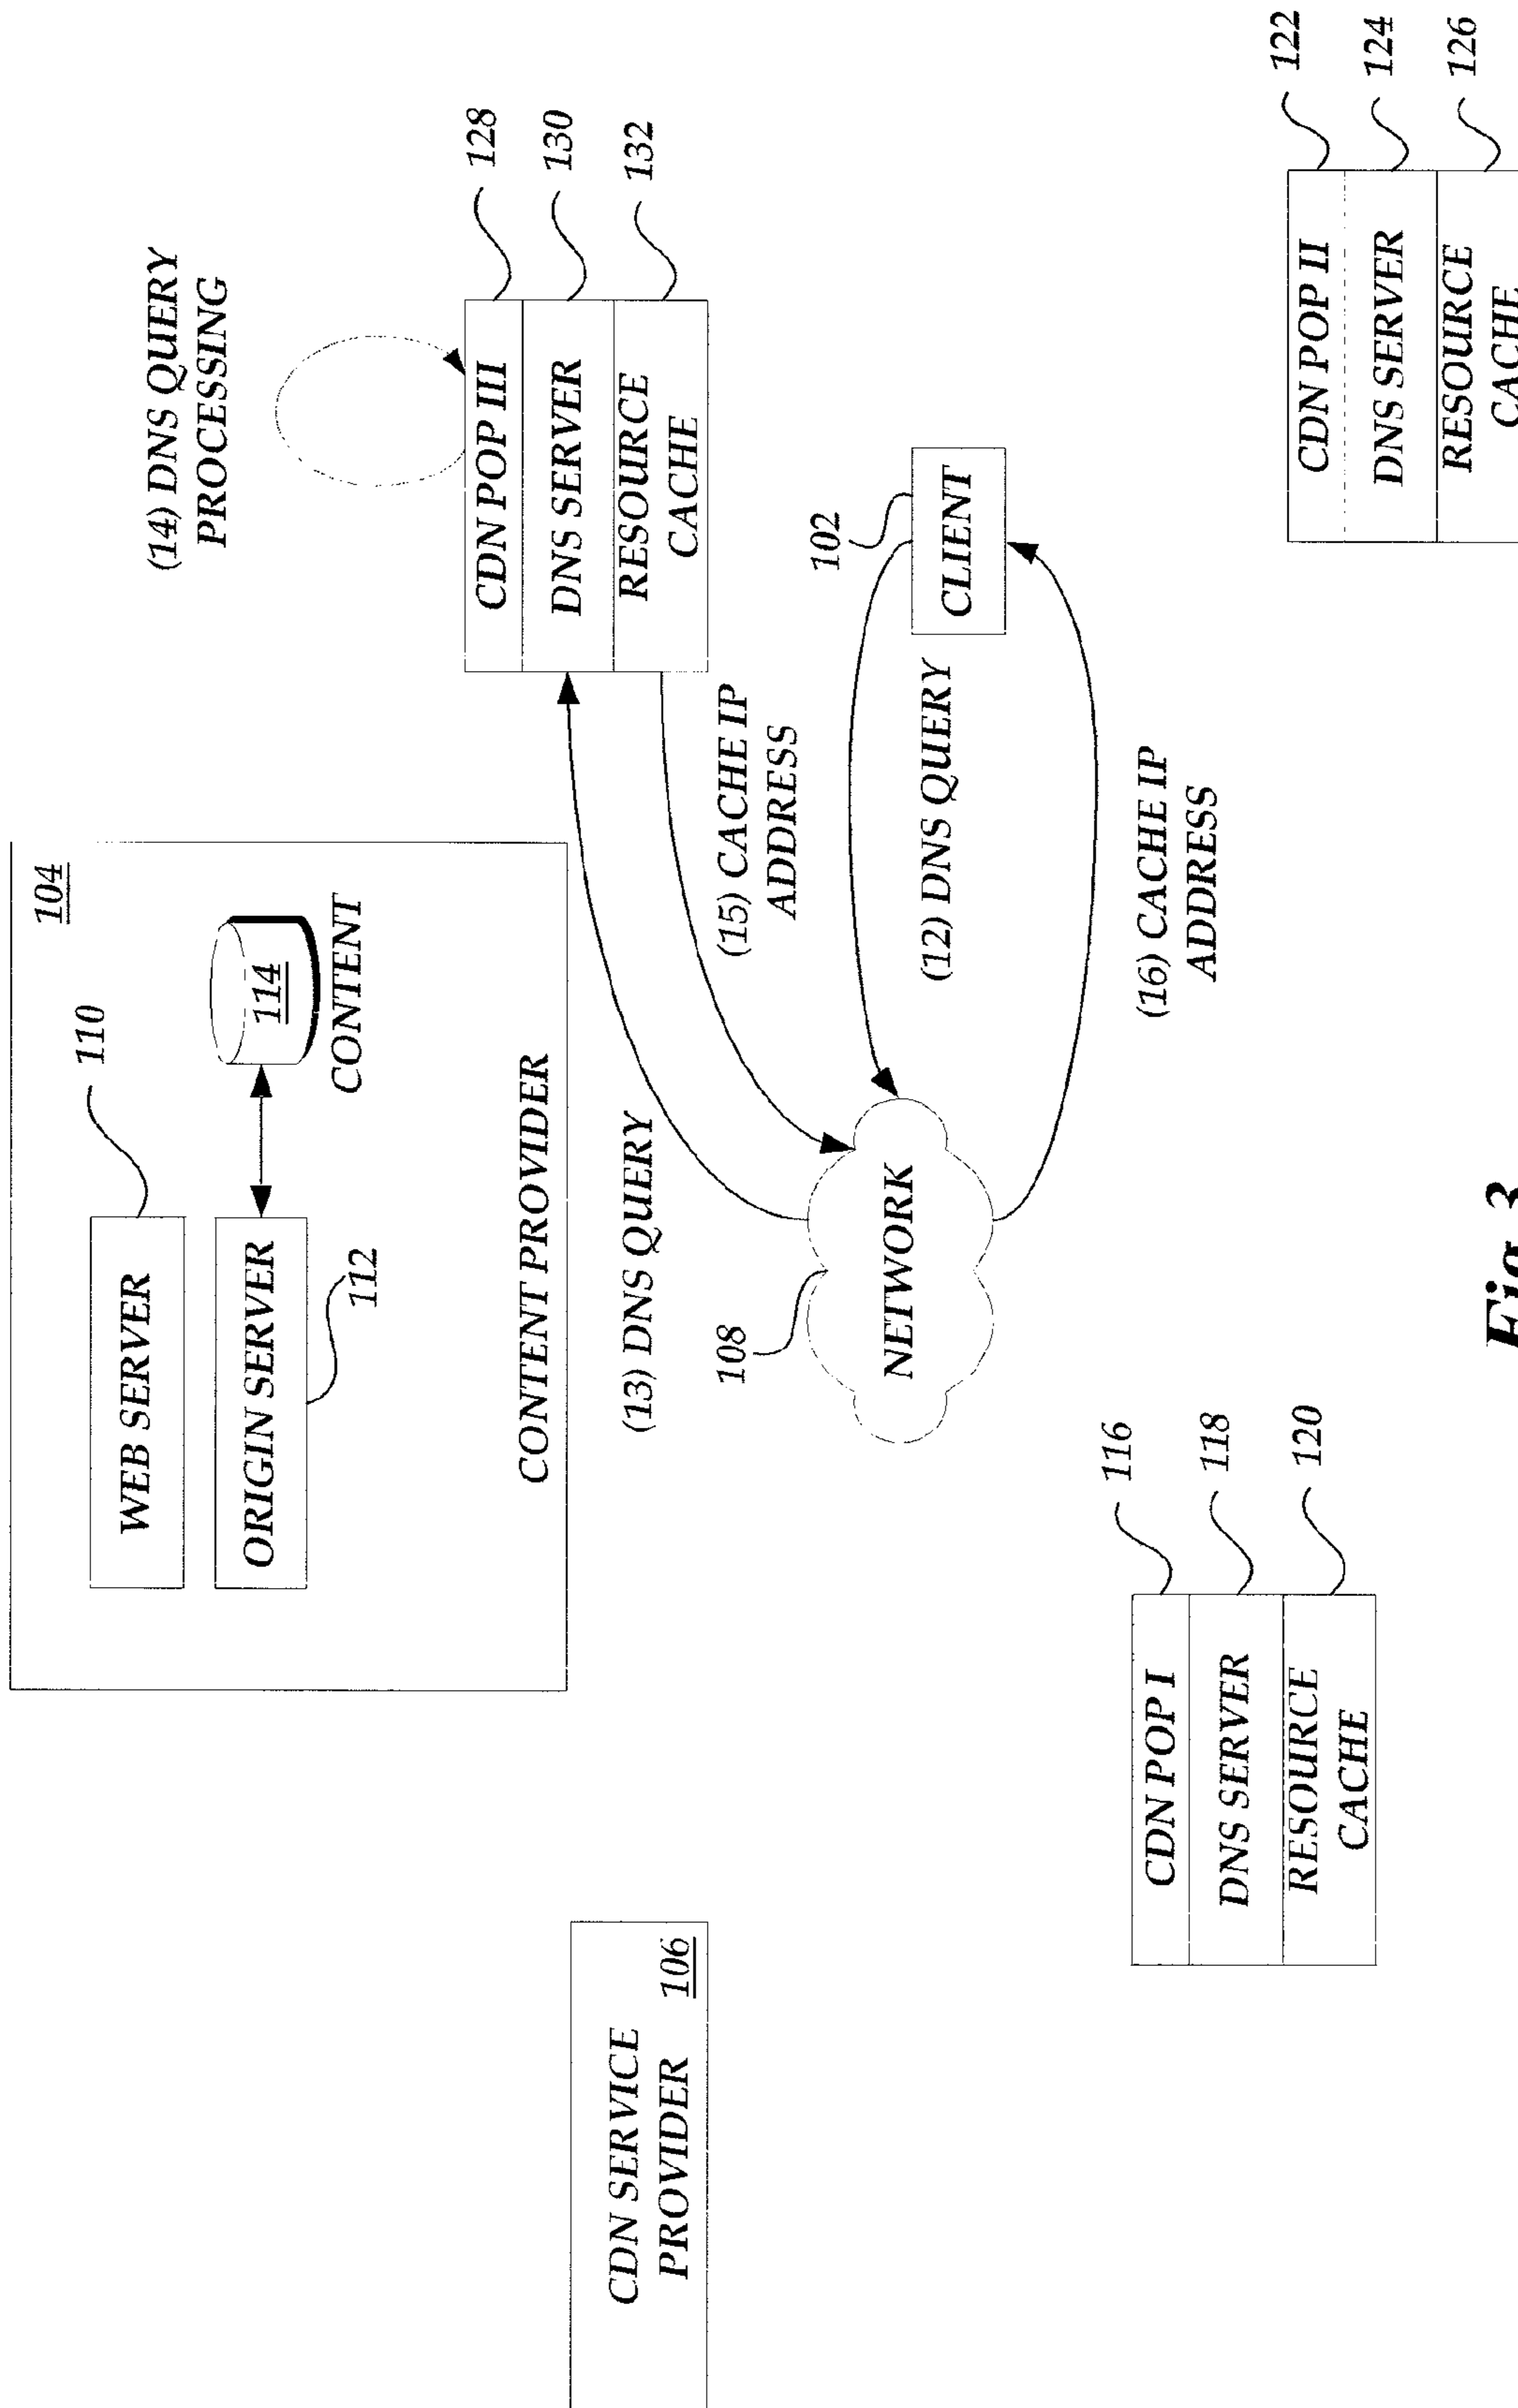 104
110
WEB SERVER
ORIGIN SERVER
112
114
CONTENT
CONTENT PROVIDER
(14) DNS QUERY
PROCESSING
CDN SERVICE
PROVIDER
106
CDN POP III
DNS SERVER
RESOURCE
CACHE
128
130
132
(13) DNS QUERY
(15) CACHE IP
ADDRESS
108
NETWORK
102
CLIENT
(12) DNS QUERY
(16) CACHE IP
ADDRESS
CDN POP I
DNS SERVER
RESOURCE
CACHE
116
118
120
CDN POP II
DNS SERVER
RESOURCE
CACHE
122
124
126
Fig 3